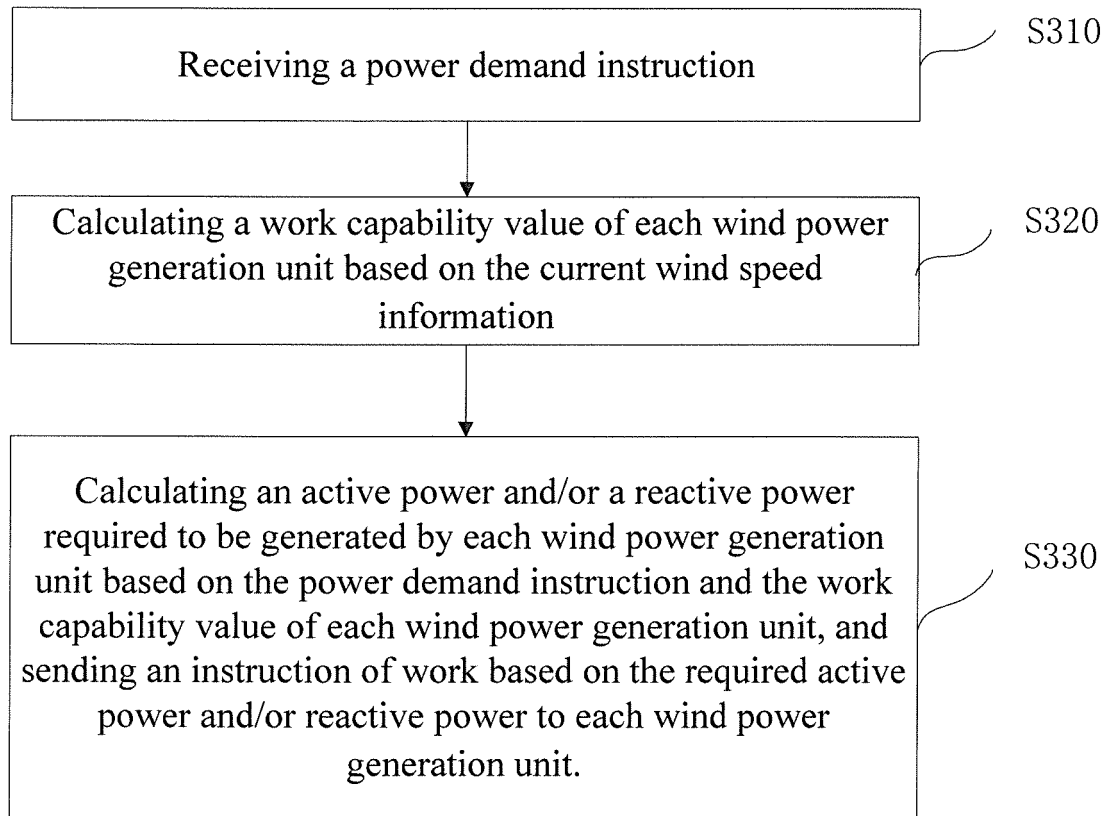 Receiving a power demand instruction
S310
Calculating a work capability value of each wind power
generation unit based on the current wind speed
information
S320
Calculating an active power and/or a reactive power
required to be generated by each wind power generation
unit based on the power demand instruction and the work
capability value of each wind power generation unit, and
sending an instruction of work based on the required active
power and/or reactive power to each wind power
generation unit.
S330